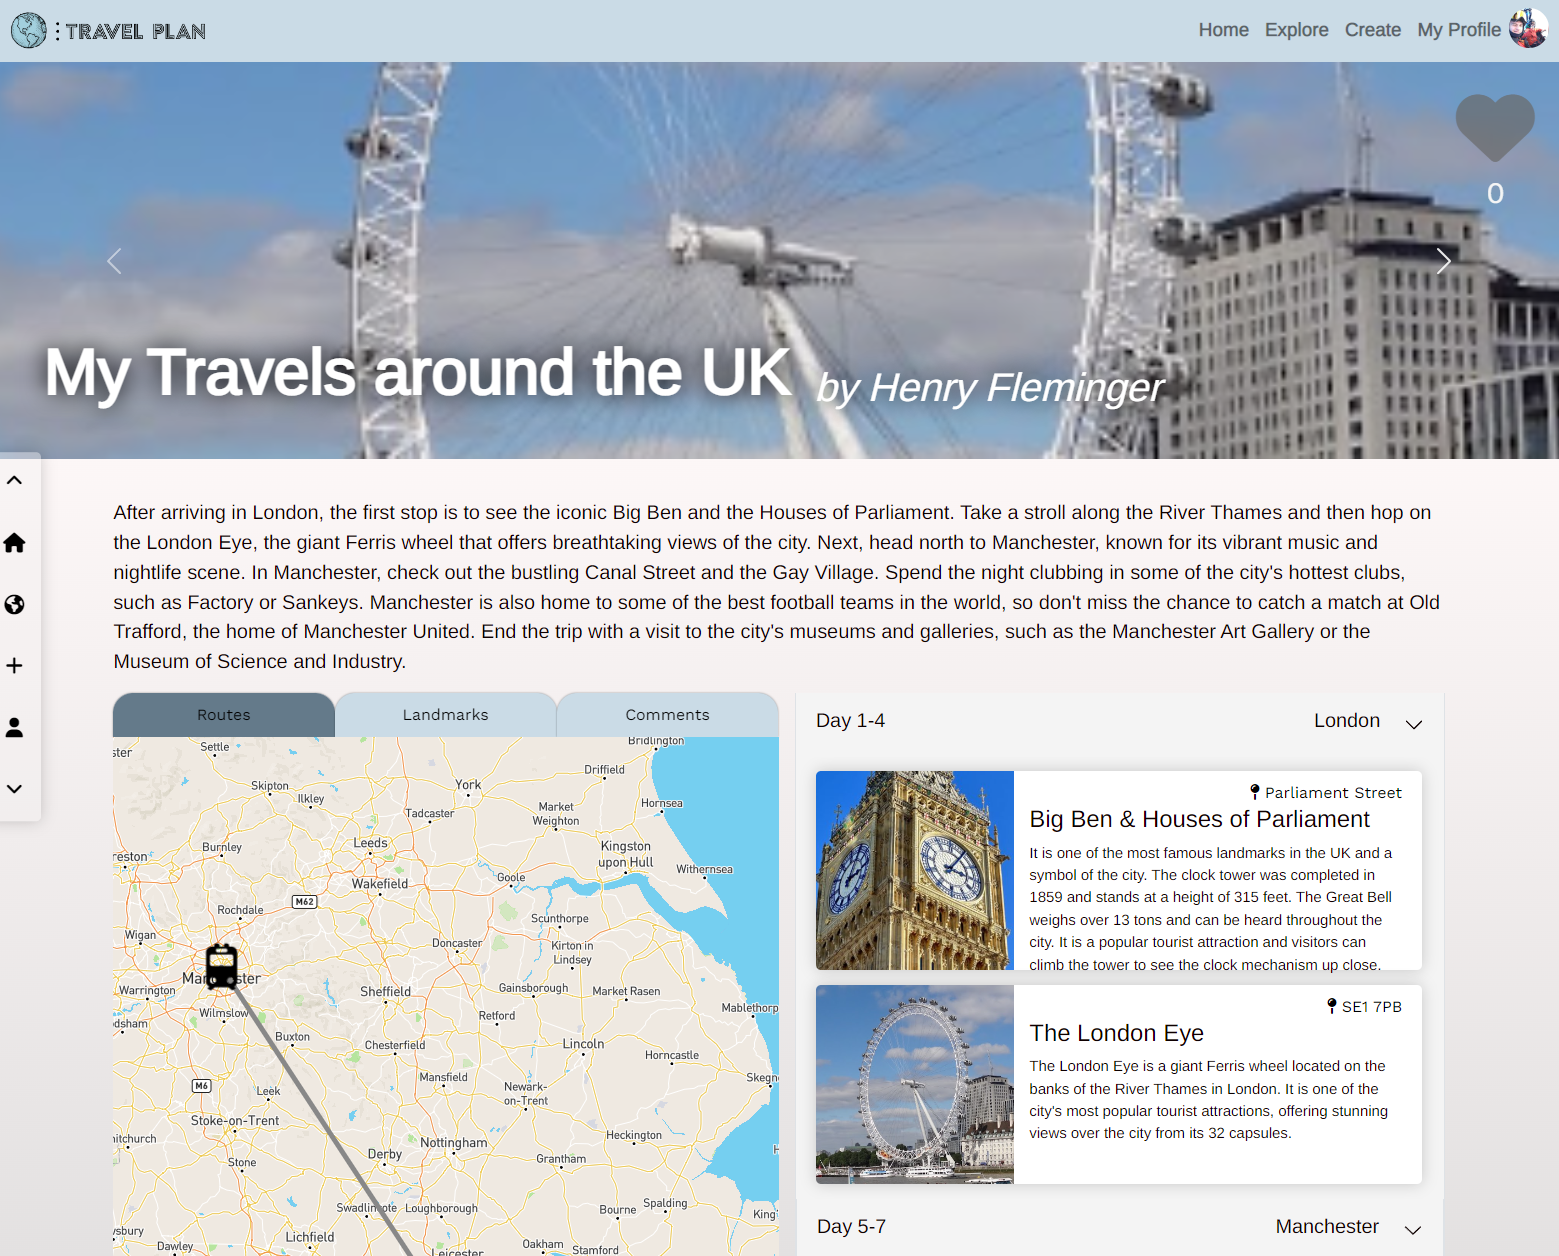 TRAVEL PLAN
Home Explore Create My Profile
0
My Travels around the UK by Henry Fleminger
After arriving in London, the first stop is to see the iconic Big Ben and the Houses of Parliament. Take a stroll along the River Thames and then hop on
the London Eye, the giant Ferris wheel that offers breathtaking views of the city. Next, head north to Manchester, known for its vibrant music and
nightlife scene. In Manchester, check out the bustling Canal Street and the Gay Village. Spend the night clubbing in some of the city's hottest clubs,
such as Factory or Sankeys. Manchester is also home to some of the best football teams in the world, so don't miss the chance to catch a match at Old
Trafford, the home of Manchester United. End the trip with a visit to the city's museums and galleries, such as the Manchester Art Gallery or the
Museum of Science and Industry.
Routes Landmarks Comments
Bridlington
ster
Settle
Driffield
Skipton
York
Ilkley
Hornsea
Tadcaster
Market
Weighton
Burnley
Leeds
Kingston
upon Hull
reston
Withernsea
Wakefield
Goole
M62
Rochdale
Scunthorpe
Wigan
Doncaster
Kirton in
Lindsey
Man ster
Warrington
Sheffield
Gainsborough
Market Rasen
Mablethorp
Wilmslow
Retford
dsham
Buxton
Chesterfield
Lincoln
Horncastle
M6
Leek
Mansfield
Newark-
on-Trent
Skegn
Stoke-on-Trent
hitchurch
Nottingham
Heckington
Derby
Grantham
Stone
H
Swadlincote
Loughborough
Bourne
Spalding
King'
wsbury
Lichfield
Dawley
Leicester
Oakham
Stamford
Day 1-4 London
Parliament Street
Big Ben & Houses of Parliament
It is one of the most famous landmarks in the UK and a
symbol of the city. The clock tower was completed in
1859 and stands at a height of 315 feet. The Great Bell
weighs over 13 tons and can be heard throughout the
city. It is a popular tourist attraction and visitors can
climb the tower to see the clock mechanism up close.
SE1 7PB
The London Eye
The London Eye is a giant Ferris wheel located on the
banks of the River Thames in London. It is one of the
city's most popular tourist attractions, offering stunning
views over the city from its 32 capsules.
Day 5-7 Manchester